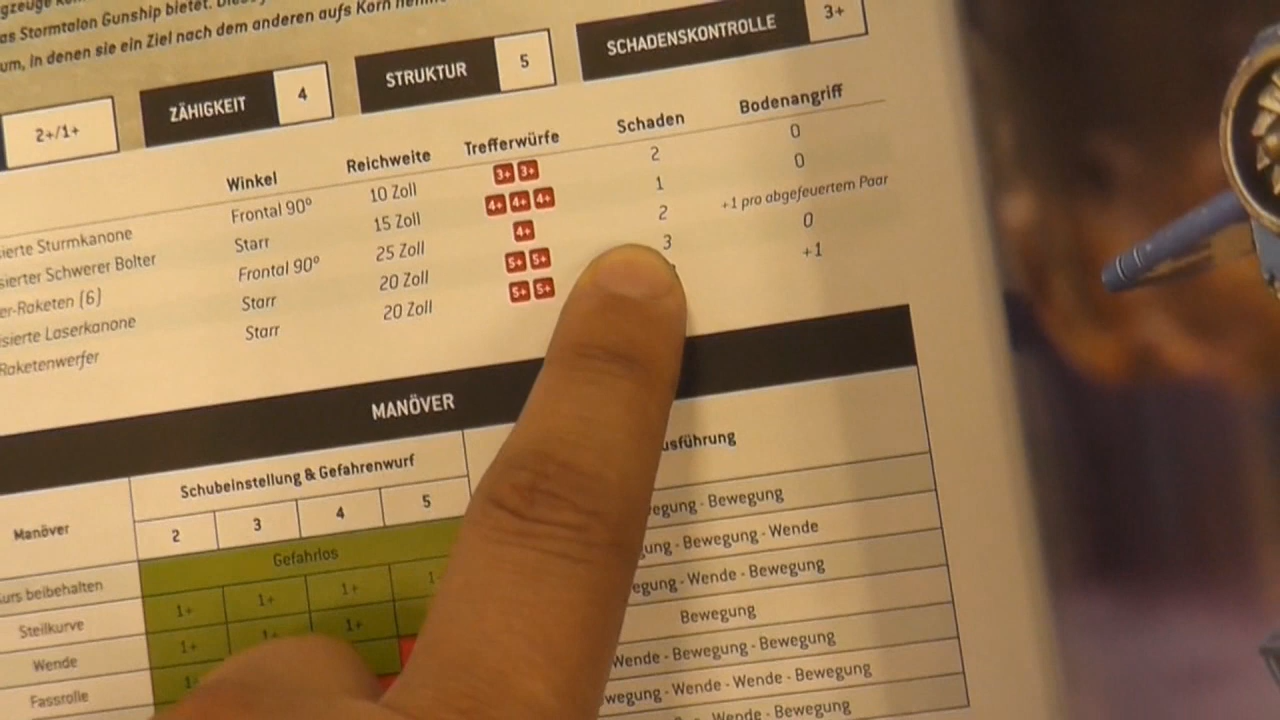 gzeuge
as Stormtalon Gunship bietet.
um, in denen sie ein Ziel nach dem anderen aufs Korn
2+/1+ ZÄHIGKEIT 4 STRUKTUR 5 SCHADENSKONTROLLE 3+
Winkel Reichweite Trefferwürfe Schaden Bodenangriff
ierte Sturmkanone Frontal 90° 10 Zoll 3+ 3+ 2 0
sierter Schwerer Bolter Starr 15 Zoll 4+ 4+ 4+ 1 0
er-Raketen (6) Frontal 90° 25 Zoll 4+ 2 +1 pro abgefeuertem Paar
isierte Laserkanone Starr 20 Zoll 5+ 5+ 3 0
Raketenwerfer Starr 20 Zoll 5+ 5+ +1
MANÖVER
Manöver Schubeinstellung & Gefahrenwurf usführung
2 3 4 5
urs beibehalten Gefahrlos egung - Bewegung
Steilkurve 1+ 1+ 1+ 1 ung - Bewegung - Wende
Wende 1+ 1+ 1+ egung - Wende - Bewegung
Fassrolle 1 Bewegung
Wende - Bewegung - Bewegung
wegung - Wende - Wende - Bewegung
Wende - Bewegung